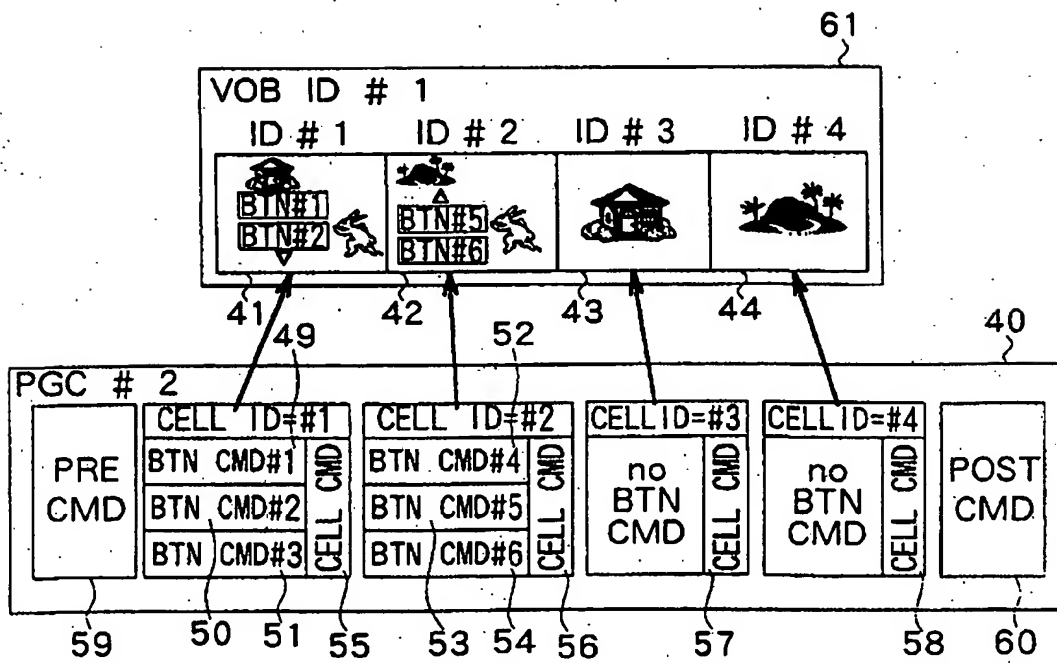 61
VOB ID # 1
ID # 1 ID # 2 ID # 3 ID # 4
BTN#1
BTN#2
BTN#5
BTN#6
41 42 43 44
49 52 40
PGC # 2
PRE CMD
CELL ID=#1
BTN CMD#1
BTN CMD#2
BTN CMD#3
CELL CMD
CELL ID=#2
BTN CMD#4
BTN CMD#5
BTN CMD#6
CELL CMD
CELL ID=#3
no
BTN
CMD
CELL CMD
CELL ID=#4
no
BTN
CMD
CELL CMD
POST
CMD
59 50 51 55 53 54 56 57 58 60